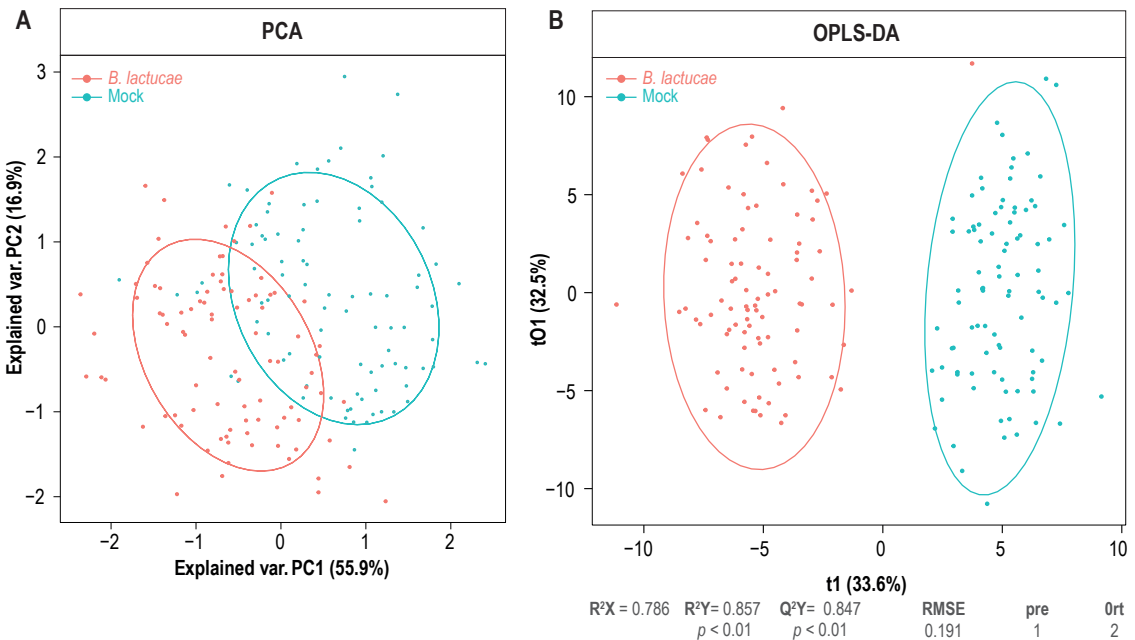 A
PCA
B. lactucae
Mock
Explained var. PC2 (16.9%)
3
2
1
0
−1
−2
−2
−1
0
1
2
Explained var. PC1 (55.9%)
B
OPLS-DA
B. lactucae
Mock
tO1 (32.5%)
10
5
0
−5
−10
−10
−5
0
5
10
t1 (33.6%)
R²X = 0.786 R²Y= 0.857 Q²Y= 0.847 RMSE pre 0rt
p < 0.01 p < 0.01 0.191 1 2